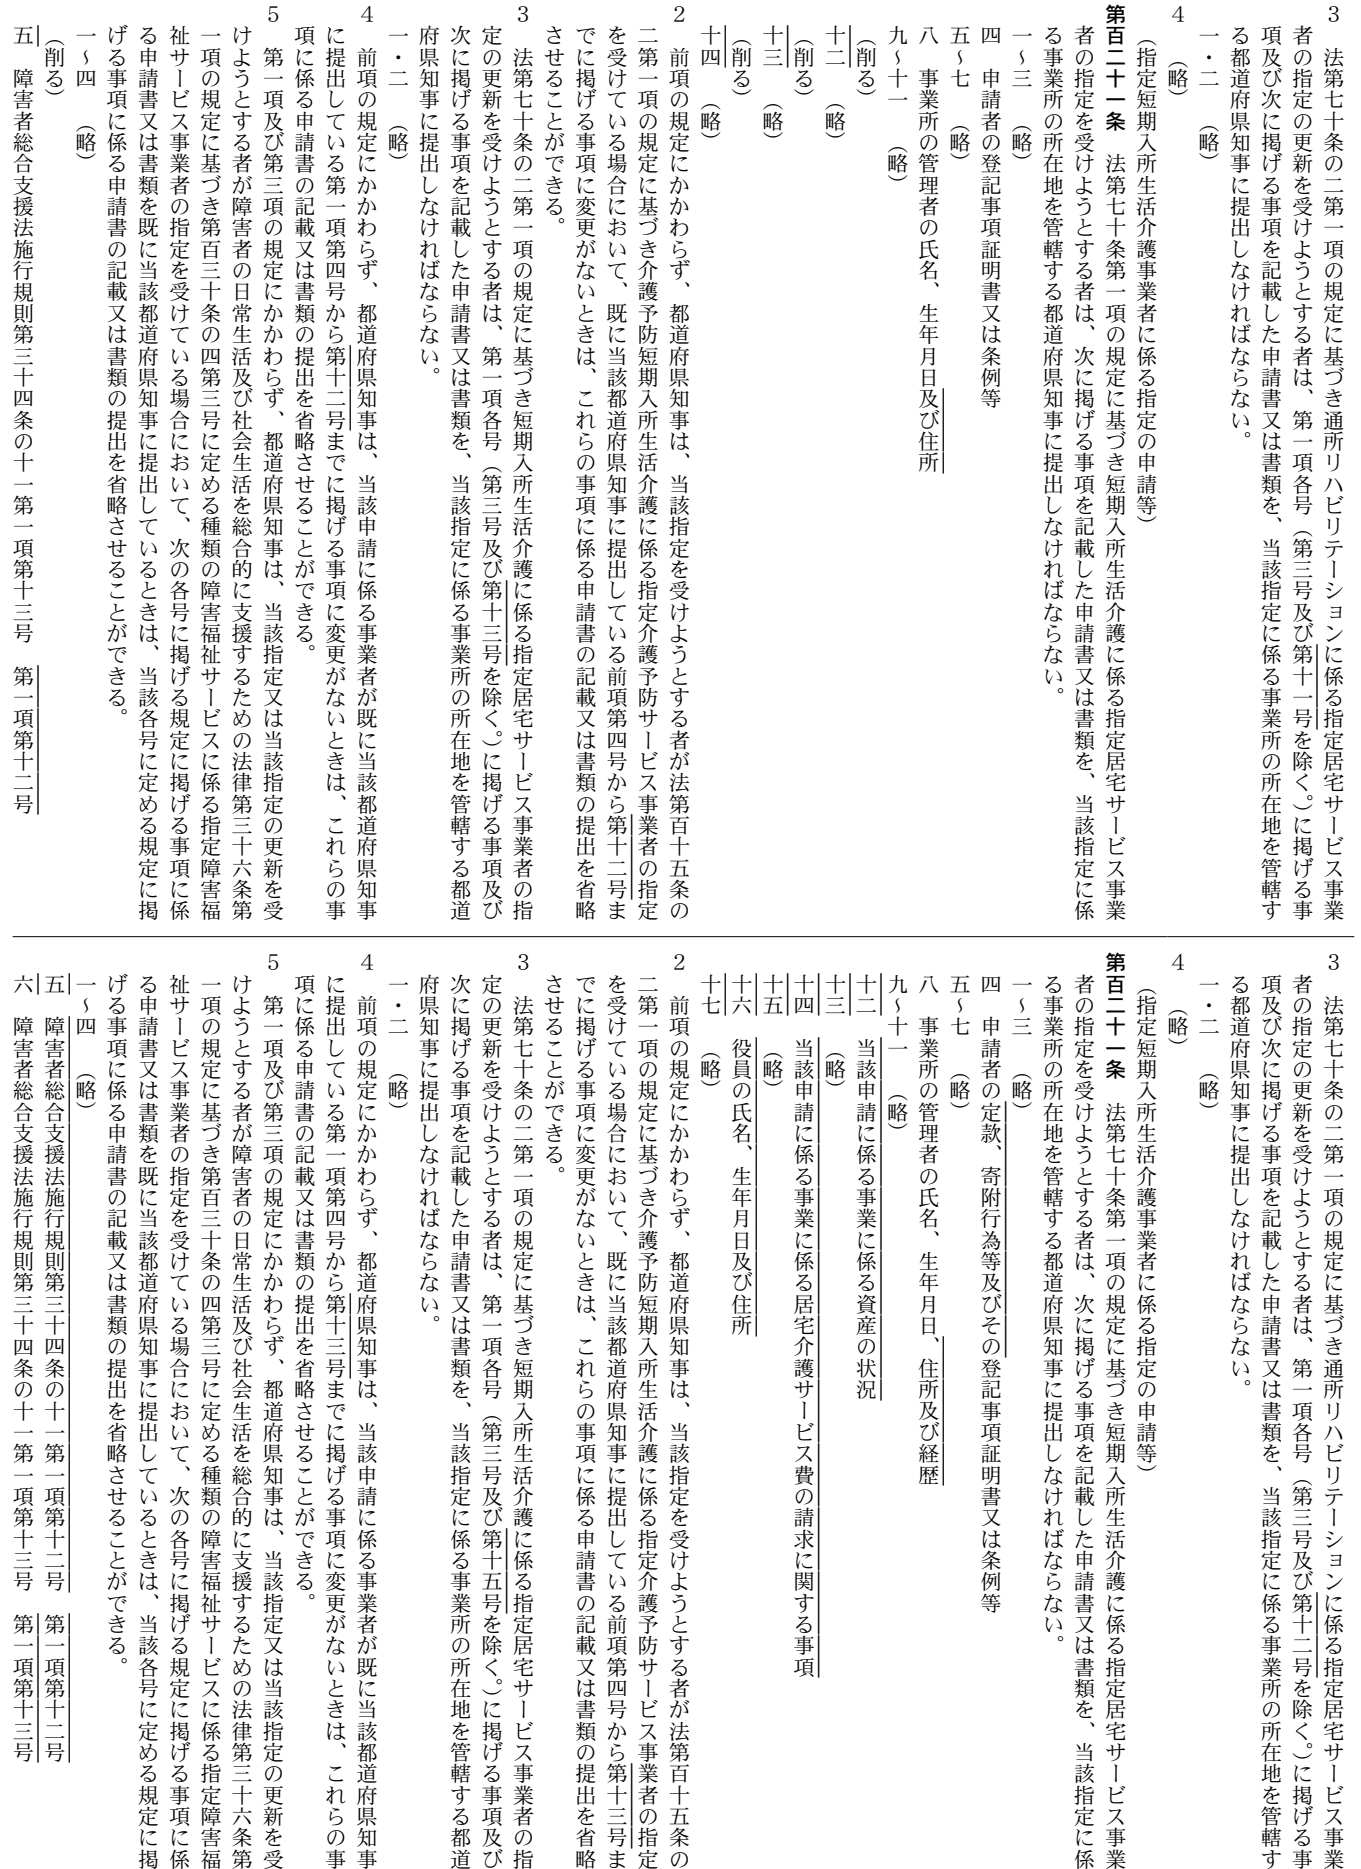 3　法第七十条の二第一項の規定に基づき通所リハビリテーションに係る指定居宅サービス事業
者の指定の更新を受けようとする者は、第一項各号（第三号及び第十一号を除く。）に掲げる事
項及び次に掲げる事項を記載した申請書又は書類を、当該指定に係る事業所の所在地を管轄す
る都道府県知事に提出しなければならない。
一・二　（略）
4　（略）
（指定短期入所生活介護事業者に係る指定の申請等）
第百二十一条　法第七十条第一項の規定に基づき短期入所生活介護に係る指定居宅サービス事業
者の指定を受けようとする者は、次に掲げる事項を記載した申請書又は書類を、当該指定に係
る事業所の所在地を管轄する都道府県知事に提出しなければならない。
一～三　（略）
四　申請者の登記事項証明書又は条例等
五～七　（略）
八　事業所の管理者の氏名、生年月日及び住所
九～十一　（略）
（削る）
十二　（略）
（削る）
十三　（略）
（削る）
十四　（略）
2　前項の規定にかかわらず、都道府県知事は、当該指定を受けようとする者が法第百十五条の
二第一項の規定に基づき介護予防短期入所生活介護に係る指定介護予防サービス事業者の指定
を受けている場合において、既に当該都道府県知事に提出している前項第四号から第十二号ま
でに掲げる事項に変更がないときは、これらの事項に係る申請書の記載又は書類の提出を省略
させることができる。
3　法第七十条の二第一項の規定に基づき短期入所生活介護に係る指定居宅サービス事業者の指
定の更新を受けようとする者は、第一項各号（第三号及び第十三号を除く。）に掲げる事項及び
次に掲げる事項を記載した申請書又は書類を、当該指定に係る事業所の所在地を管轄する都道
府県知事に提出しなければならない。
一・二　（略）
4　前項の規定にかかわらず、都道府県知事は、当該申請に係る事業者が既に当該都道府県知事
に提出している第一項第四号から第十二号までに掲げる事項に変更がないときは、これらの事
項に係る申請書の記載又は書類の提出を省略させることができる。
5　第一項及び第三項の規定にかかわらず、都道府県知事は、当該指定又は当該指定の更新を受
けようとする者が障害者の日常生活及び社会生活を総合的に支援するための法律第三十六条第
一項の規定に基づき第百三十条の四第三号に定める種類の障害福祉サービスに係る指定障害福
祉サービス事業者の指定を受けている場合において、次の各号に掲げる規定に掲げる事項に係
る申請書又は書類を既に当該都道府県知事に提出しているときは、当該各号に定める規定に掲
げる事項に係る申請書の記載又は書類の提出を省略させることができる。
一～四　（略）
（削る）
五　障害者総合支援法施行規則第三十四条の十一第一項第十三号　第一項第十二号
3　法第七十条の二第一項の規定に基づき通所リハビリテーションに係る指定居宅サービス事業
者の指定の更新を受けようとする者は、第一項各号（第三号及び第十二号を除く。）に掲げる事
項及び次に掲げる事項を記載した申請書又は書類を、当該指定に係る事業所の所在地を管轄す
る都道府県知事に提出しなければならない。
一・二　（略）
4　（略）
（指定短期入所生活介護事業者に係る指定の申請等）
第百二十一条　法第七十条第一項の規定に基づき短期入所生活介護に係る指定居宅サービス事業
者の指定を受けようとする者は、次に掲げる事項を記載した申請書又は書類を、当該指定に係
る事業所の所在地を管轄する都道府県知事に提出しなければならない。
一～三　（略）
四　申請者の定款、寄附行為等及びその登記事項証明書又は条例等
五～七　（略）
八　事業所の管理者の氏名、生年月日、住所及び経歴
九～十一　（略）
十二　当該申請に係る事業に係る資産の状況
十三　（略）
十四　当該申請に係る事業に係る居宅介護サービス費の請求に関する事項
十五　（略）
十六　役員の氏名、生年月日及び住所
十七　（略）
2　前項の規定にかかわらず、都道府県知事は、当該指定を受けようとする者が法第百十五条の
二第一項の規定に基づき介護予防短期入所生活介護に係る指定介護予防サービス事業者の指定
を受けている場合において、既に当該都道府県知事に提出している前項第四号から第十三号ま
でに掲げる事項に変更がないときは、これらの事項に係る申請書の記載又は書類の提出を省略
させることができる。
3　法第七十条の二第一項の規定に基づき短期入所生活介護に係る指定居宅サービス事業者の指
定の更新を受けようとする者は、第一項各号（第三号及び第十五号を除く。）に掲げる事項及び
次に掲げる事項を記載した申請書又は書類を、当該指定に係る事業所の所在地を管轄する都道
府県知事に提出しなければならない。
一・二　（略）
4　前項の規定にかかわらず、都道府県知事は、当該申請に係る事業者が既に当該都道府県知事
に提出している第一項第四号から第十三号までに掲げる事項に変更がないときは、これらの事
項に係る申請書の記載又は書類の提出を省略させることができる。
5　第一項及び第三項の規定にかかわらず、都道府県知事は、当該指定又は当該指定の更新を受
けようとする者が障害者の日常生活及び社会生活を総合的に支援するための法律第三十六条第
一項の規定に基づき第百三十条の四第三号に定める種類の障害福祉サービスに係る指定障害福
祉サービス事業者の指定を受けている場合において、次の各号に掲げる規定に掲げる事項に係
る申請書又は書類を既に当該都道府県知事に提出しているときは、当該各号に定める規定に掲
げる事項に係る申請書の記載又は書類の提出を省略させることができる。
一～四　（略）
五　障害者総合支援法施行規則第三十四条の十一第一項第十二号　第一項第十二号
六　障害者総合支援法施行規則第三十四条の十一第一項第十三号　第一項第十三号